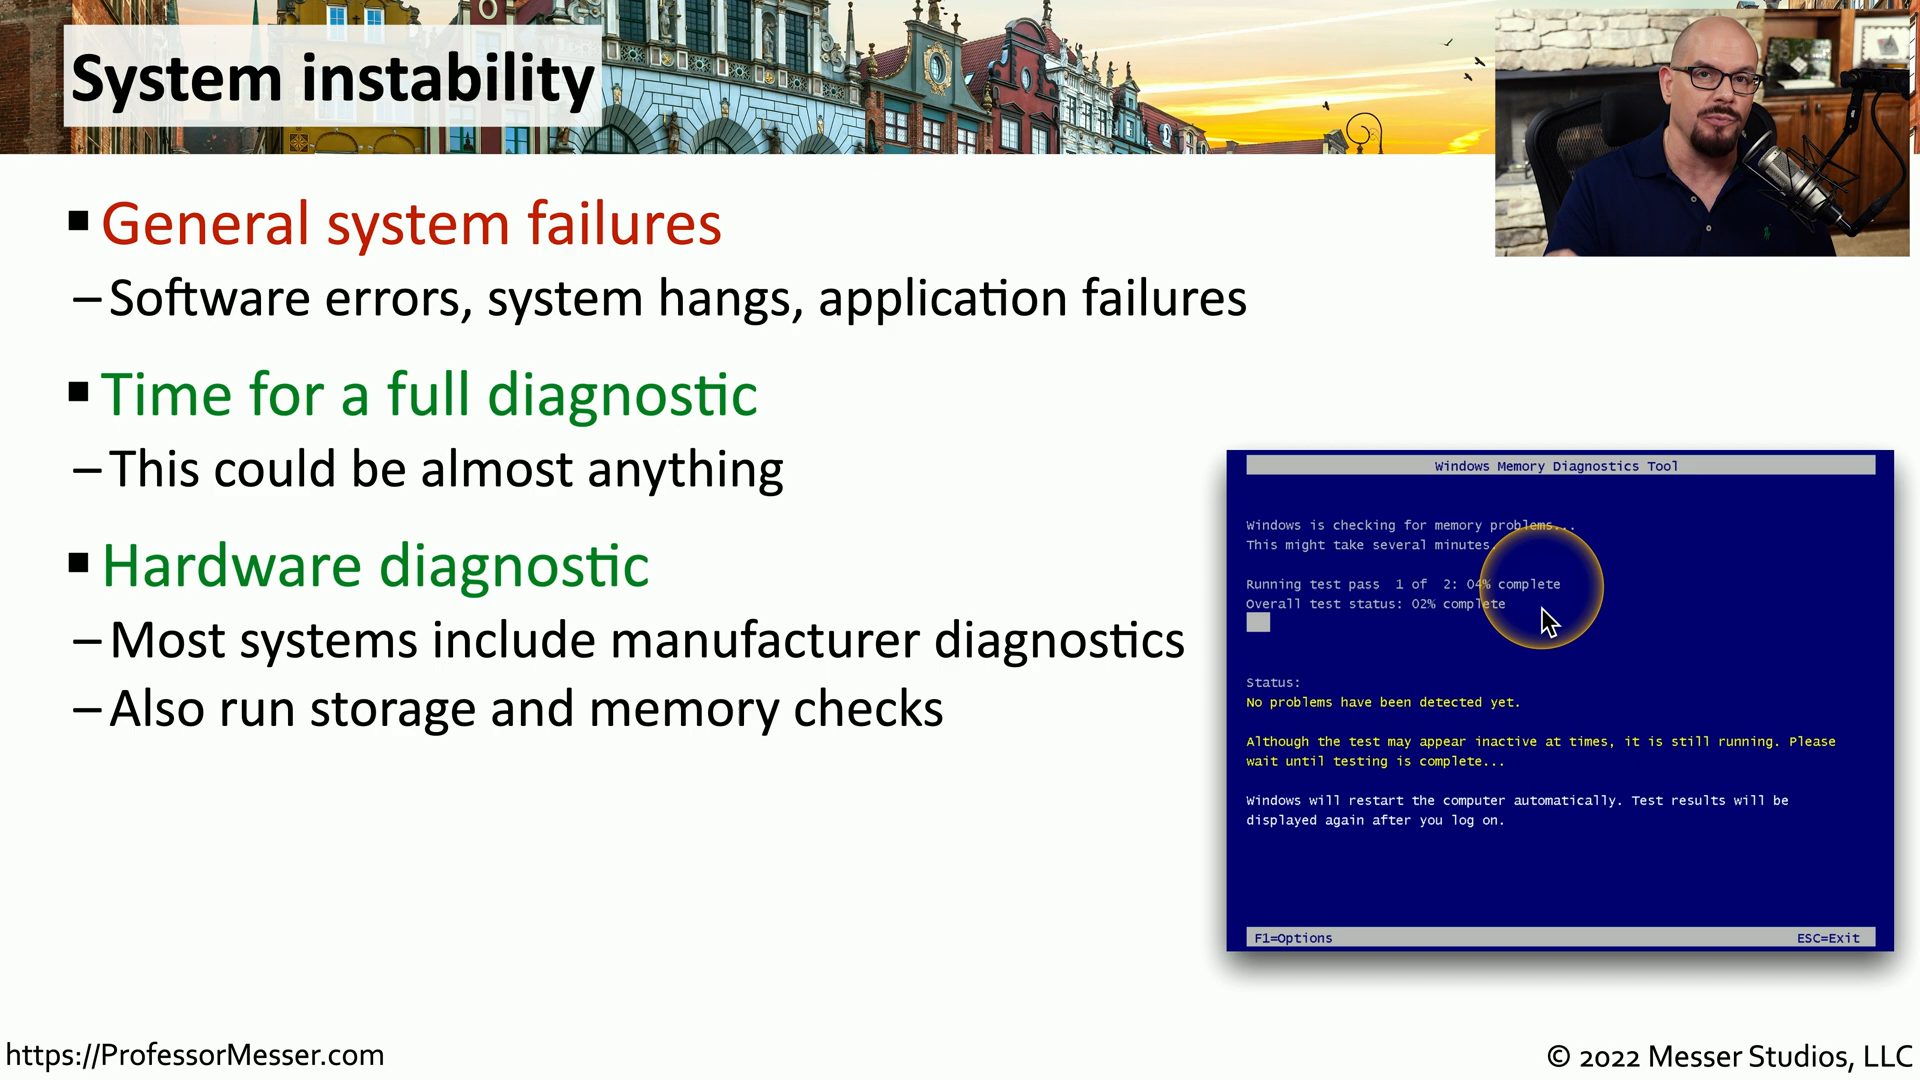 System instability
▪ General system failures
– Software errors, system hangs, application failures
▪ Time for a full diagnostic
– This could be almost anything
▪ Hardware diagnostic
– Most systems include manufacturer diagnostics
– Also run storage and memory checks
Windows Memory Diagnostics Tool
Windows is checking for memory problems...
This might take several minutes.
Running test pass 1 of 2: 04% complete
Overall test status: 02% complete
Status:
No problems have been detected yet.
Although the test may appear inactive at times, it is still running. Please
wait until testing is complete...
Windows will restart the computer automatically. Test results will be
displayed again after you log on.
F1=Options ESC=Exit
https://ProfessorMesser.com
© 2022 Messer Studios, LLC